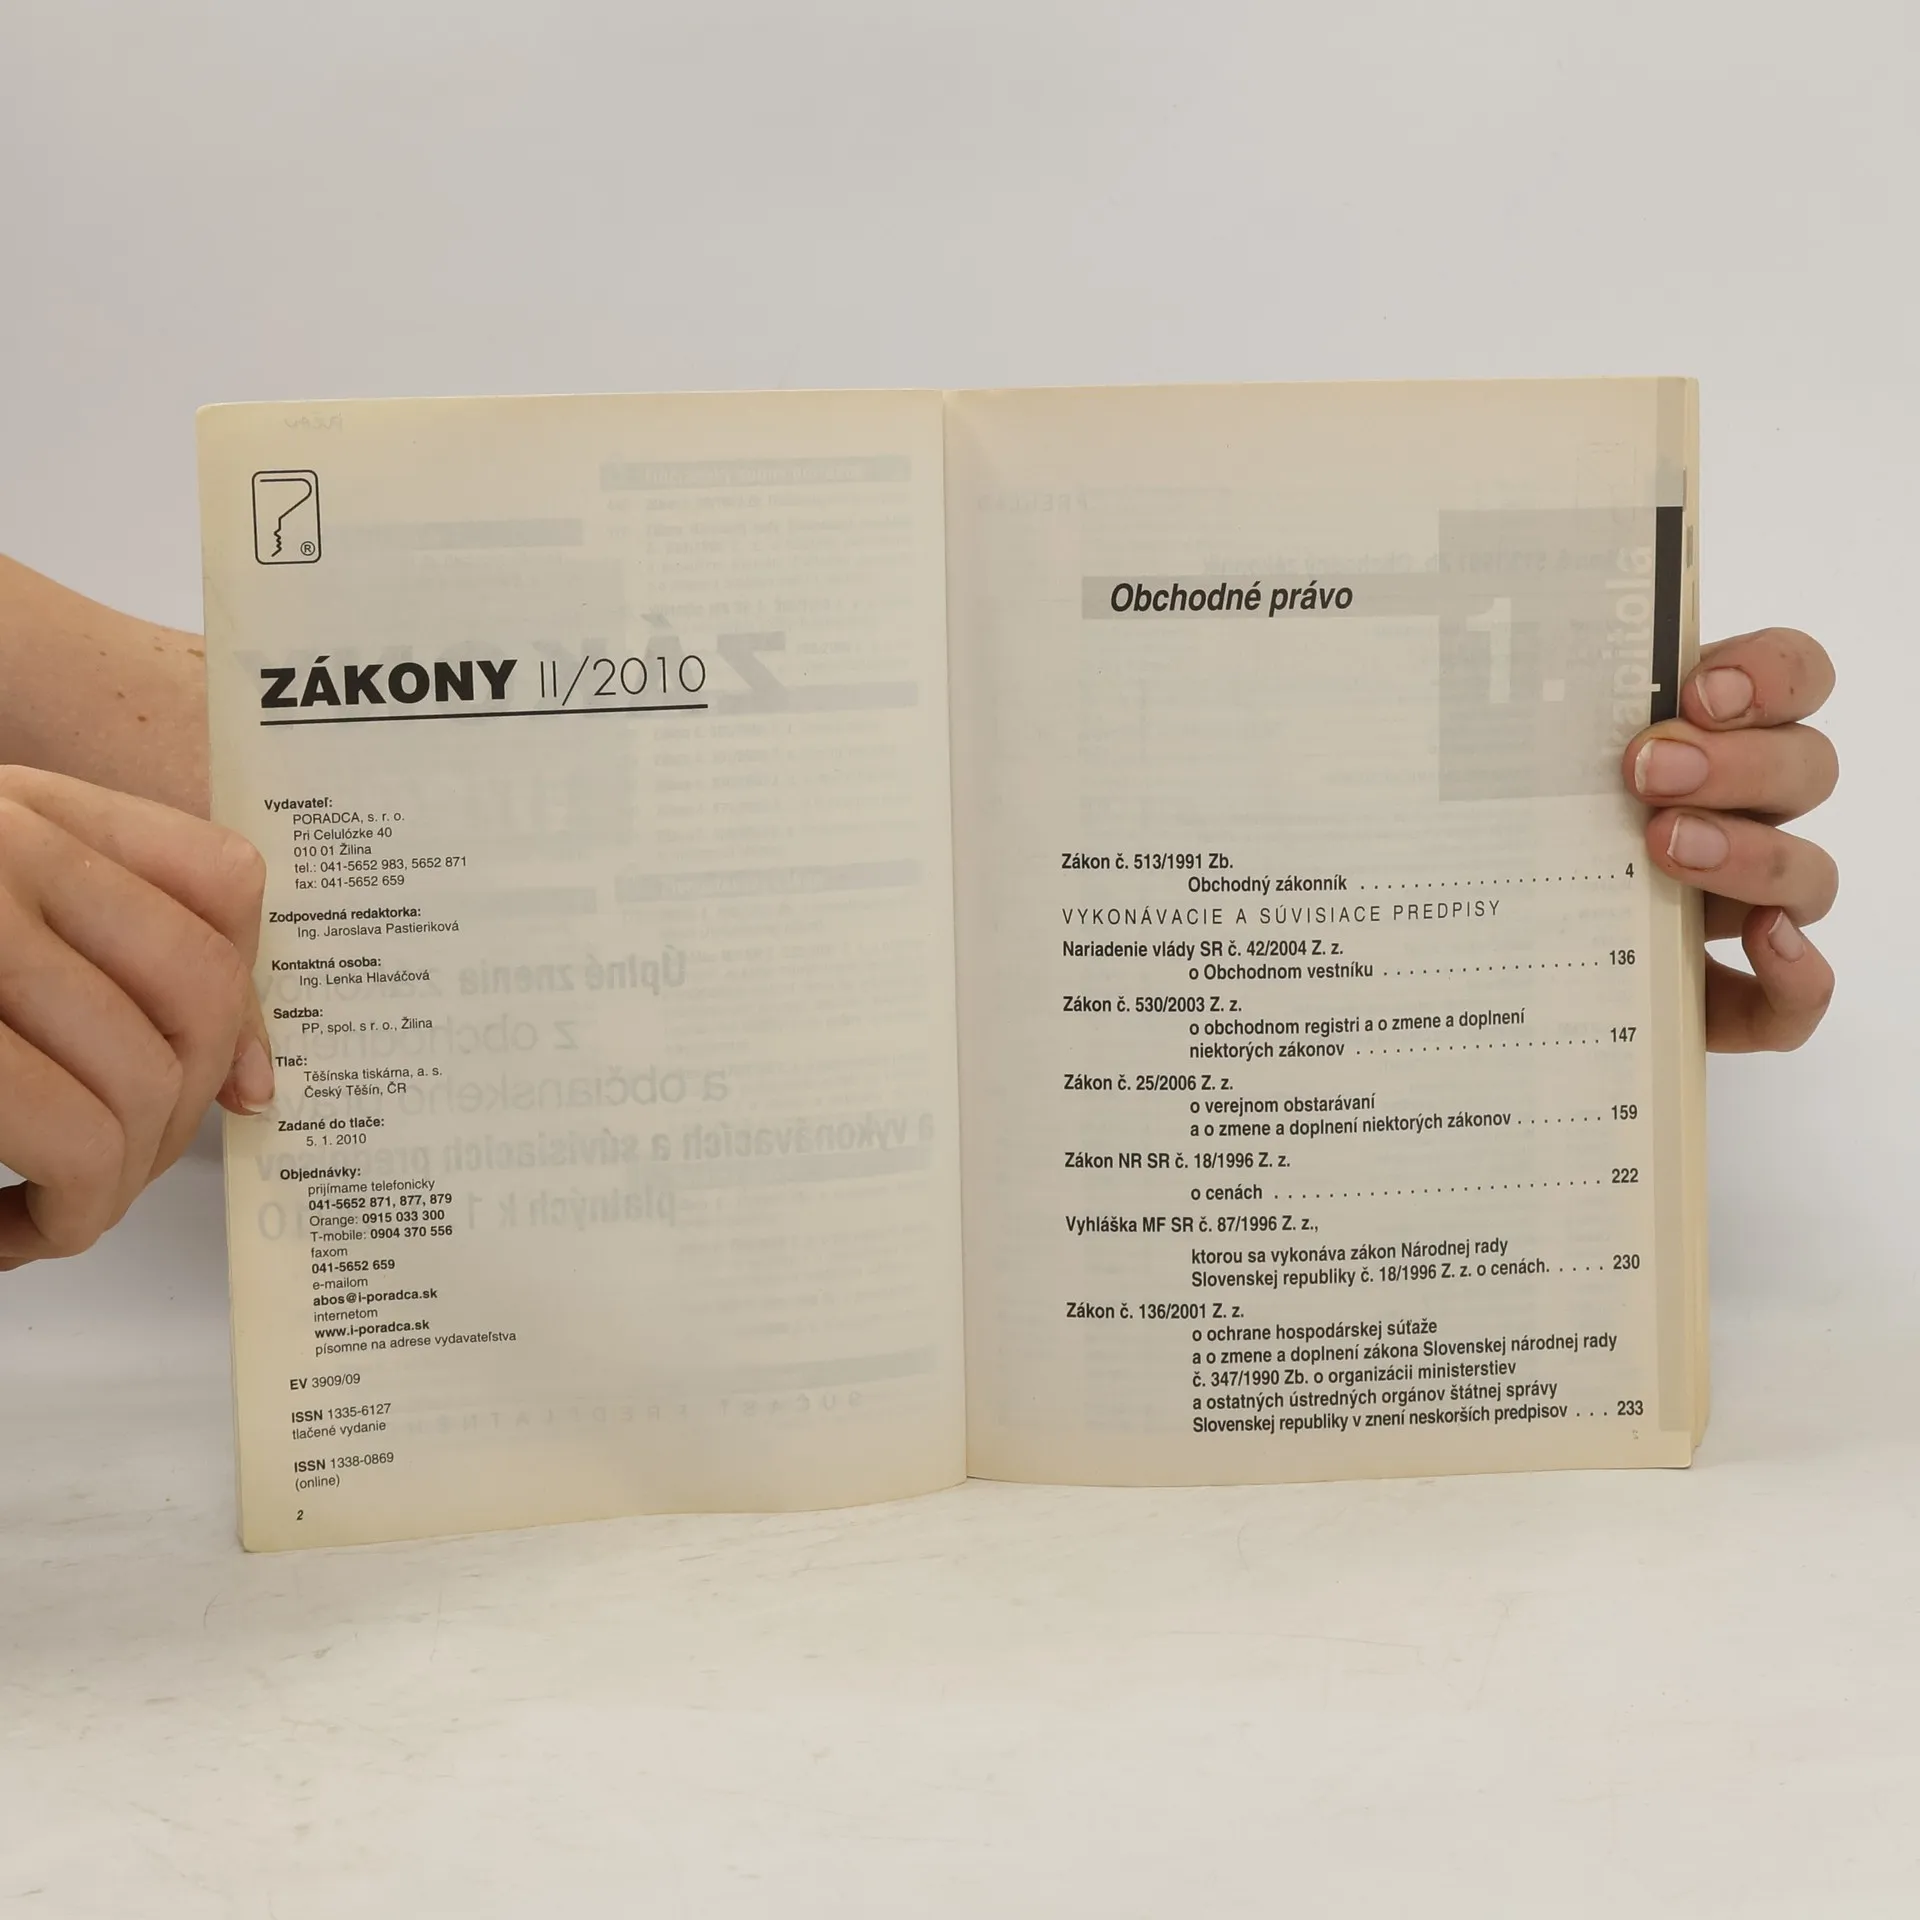 ®
ZÁKONY II/2010
Vydavateľ:
PORADCA, s. r. o.
Pri Celulózke 40
010 01 Žilina
tel.: 041-5652 983, 5652 871
fax: 041-5652 659
Zodpovedná redaktorka:
Ing. Jaroslava Pastieriková
Kontaktná osoba:
Ing. Lenka Hlaváčová
Sadzba:
PP, spol. s r. o., Žilina
Tlač:
Těšínska tiskárna, a. s.
Český Těšín, ČR
Zadané do tlače:
5. 1. 2010
Objednávky:
prijímame telefonicky
041-5652 871, 877, 879
Orange: 0915 033 300
T-mobile: 0904 370 556
faxom
041-5652 659
e-mailom
abos@i-poradca.sk
internetom
www.i-poradca.sk
písomne na adrese vydavateľstva
EV 3909/09
ISSN 1335-6127
tlačené vydanie
ISSN 1338-0869
(online)
2
Obchodné právo
1.
kapitola
Zákon č. 513/1991 Zb.
Obchodný zákonník . . . . . . . . . . . . . . . . . . . . 4
VYKONÁVACIE A SÚVISIACE PREDPISY
Nariadenie vlády SR č. 42/2004 Z. z.
o Obchodnom vestníku . . . . . . . . . . . . . . . . . 136
Zákon č. 530/2003 Z. z.
o obchodnom registri a o zmene a doplnení
niektorých zákonov . . . . . . . . . . . . . . . . . . . 147
Zákon č. 25/2006 Z. z.
o verejnom obstarávaní
a o zmene a doplnení niektorých zákonov . . . . . . . 159
Zákon NR SR č. 18/1996 Z. z.
o cenách . . . . . . . . . . . . . . . . . . . . . . . . . 222
Vyhláška MF SR č. 87/1996 Z. z.,
ktorou sa vykonáva zákon Národnej rady
Slovenskej republiky č. 18/1996 Z. z. o cenách. . . . . 230
Zákon č. 136/2001 Z. z.
o ochrane hospodárskej súťaže
a o zmene a doplnení zákona Slovenskej národnej rady
č. 347/1990 Zb. o organizácii ministerstiev
a ostatných ústredných orgánov štátnej správy
Slovenskej republiky v znení neskorších predpisov . . . 233